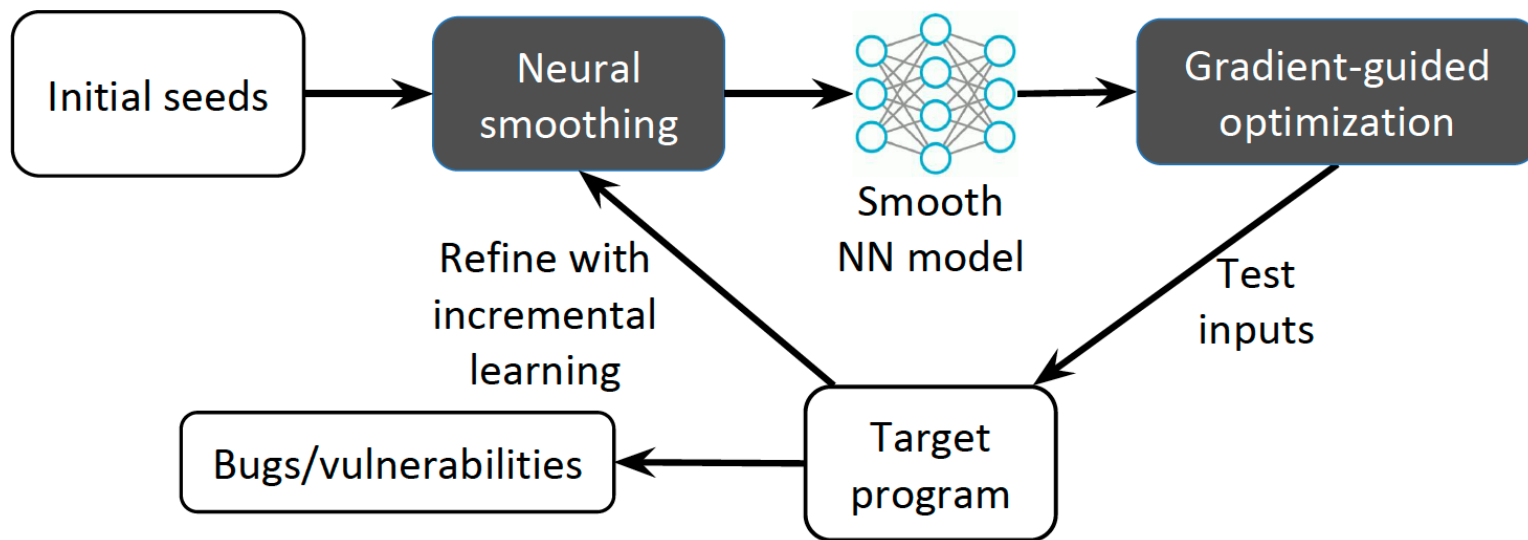 Initial seeds
Neural
smoothing
Smooth
NN model
Gradient-guided
optimization
Test
inputs
Refine with
incremental
learning
Target
program
Bugs/vulnerabilities